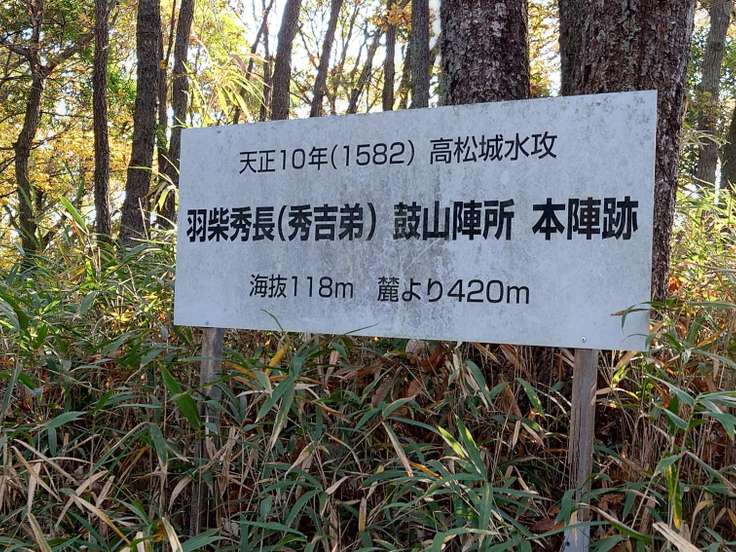 天正10年(1582) 高松城水攻
羽柴秀長(秀吉弟) 鼓山陣所 本陣跡
海抜118m 麓より420m